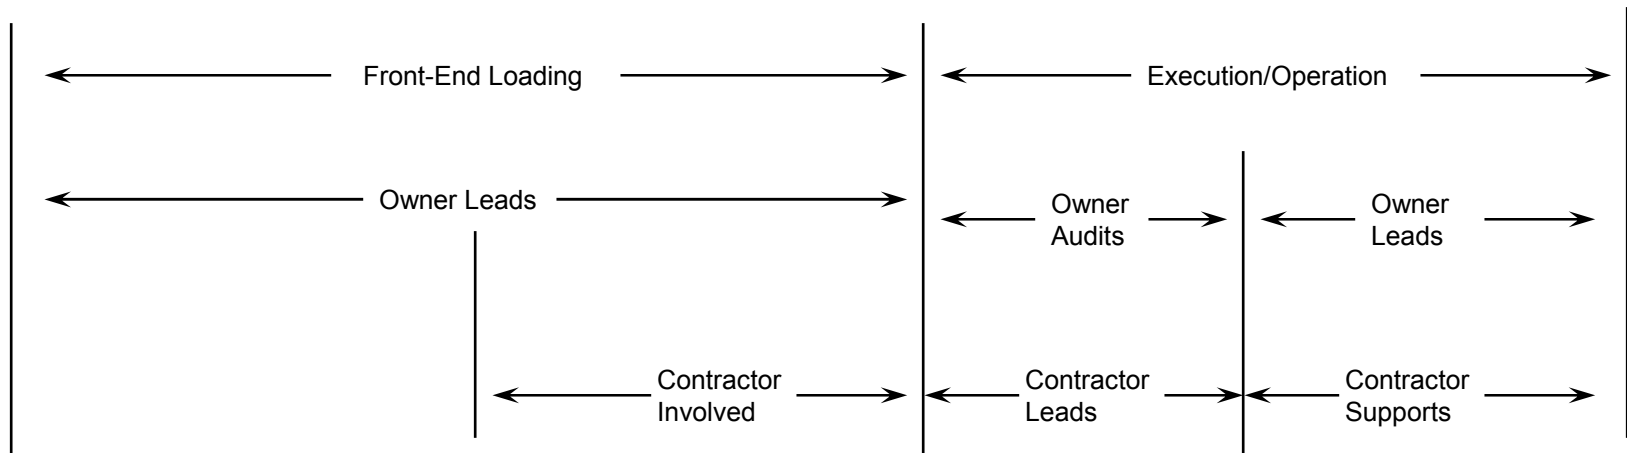 Front-End Loading
Execution/Operation
Owner Leads
Owner
Audits
Owner
Leads
Contractor
Involved
Contractor
Leads
Contractor
Supports